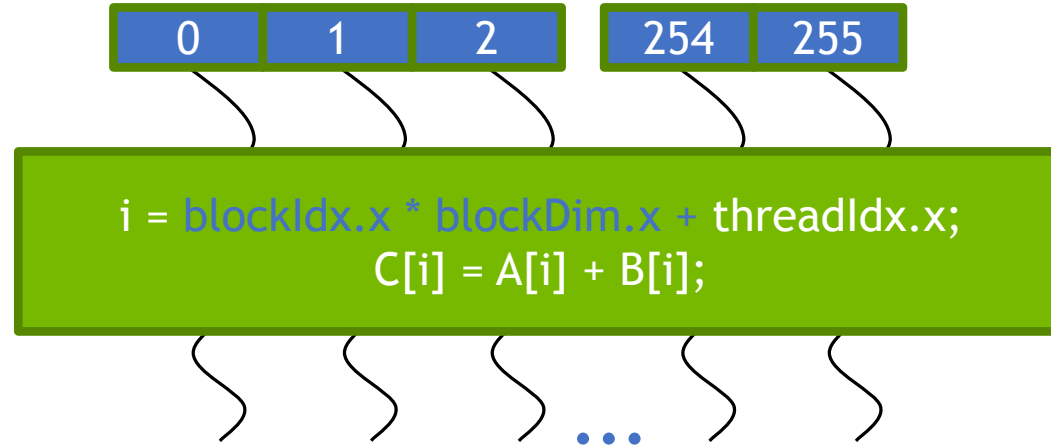 0 1 2 254 255
i = blockIdx.x * blockDim.x + threadIdx.x;
C[i] = A[i] + B[i];
...